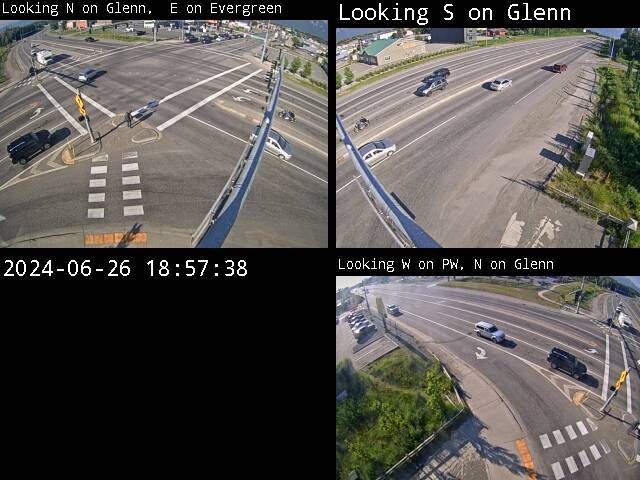 Looking N on Glenn, E on Evergreen
Looking S on Glenn
2024-06-26 18:57:38
Looking W on PW, N on Glenn